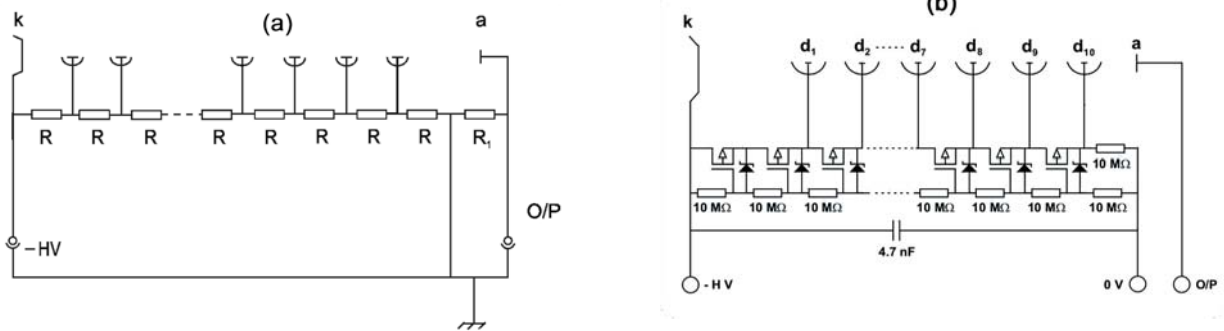 (a)
k
a
R R R R R R R R R₁
O/P
−HV
(b)
k
d₁ d₂ ...... d₇ d₈ d₉ d₁₀
a
10 MΩ
10 MΩ 10 MΩ 10 MΩ 10 MΩ 10 MΩ 10 MΩ 10 MΩ
4.7 nF
- H V
0 V
O/P